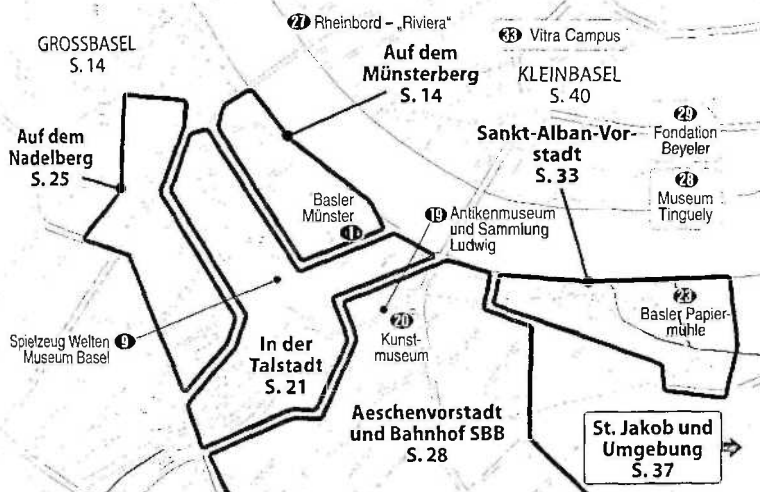 27 Rheinbord – „Riviera“
33 Vitra Campus
GROSSBASEL
S. 14
Auf dem
Münsterberg
S. 14
KLEINBASEL
S. 40
29
Fondation
Beyeler
Auf dem
Nadelberg
S. 25
Sankt-Alban-Vor-
stadt
S. 33
28
Museum
Tinguely
Basler
Münster
1
19 Antikenmuseum
und Sammlung
Ludwig
23
Basler Papier-
mühle
Spielzeug Welten 9
Museum Basel
20
Kunst-
museum
In der
Talstadt
S. 21
Aeschenvorstadt
und Bahnhof SBB
S. 28
St. Jakob und
Umgebung
S. 37